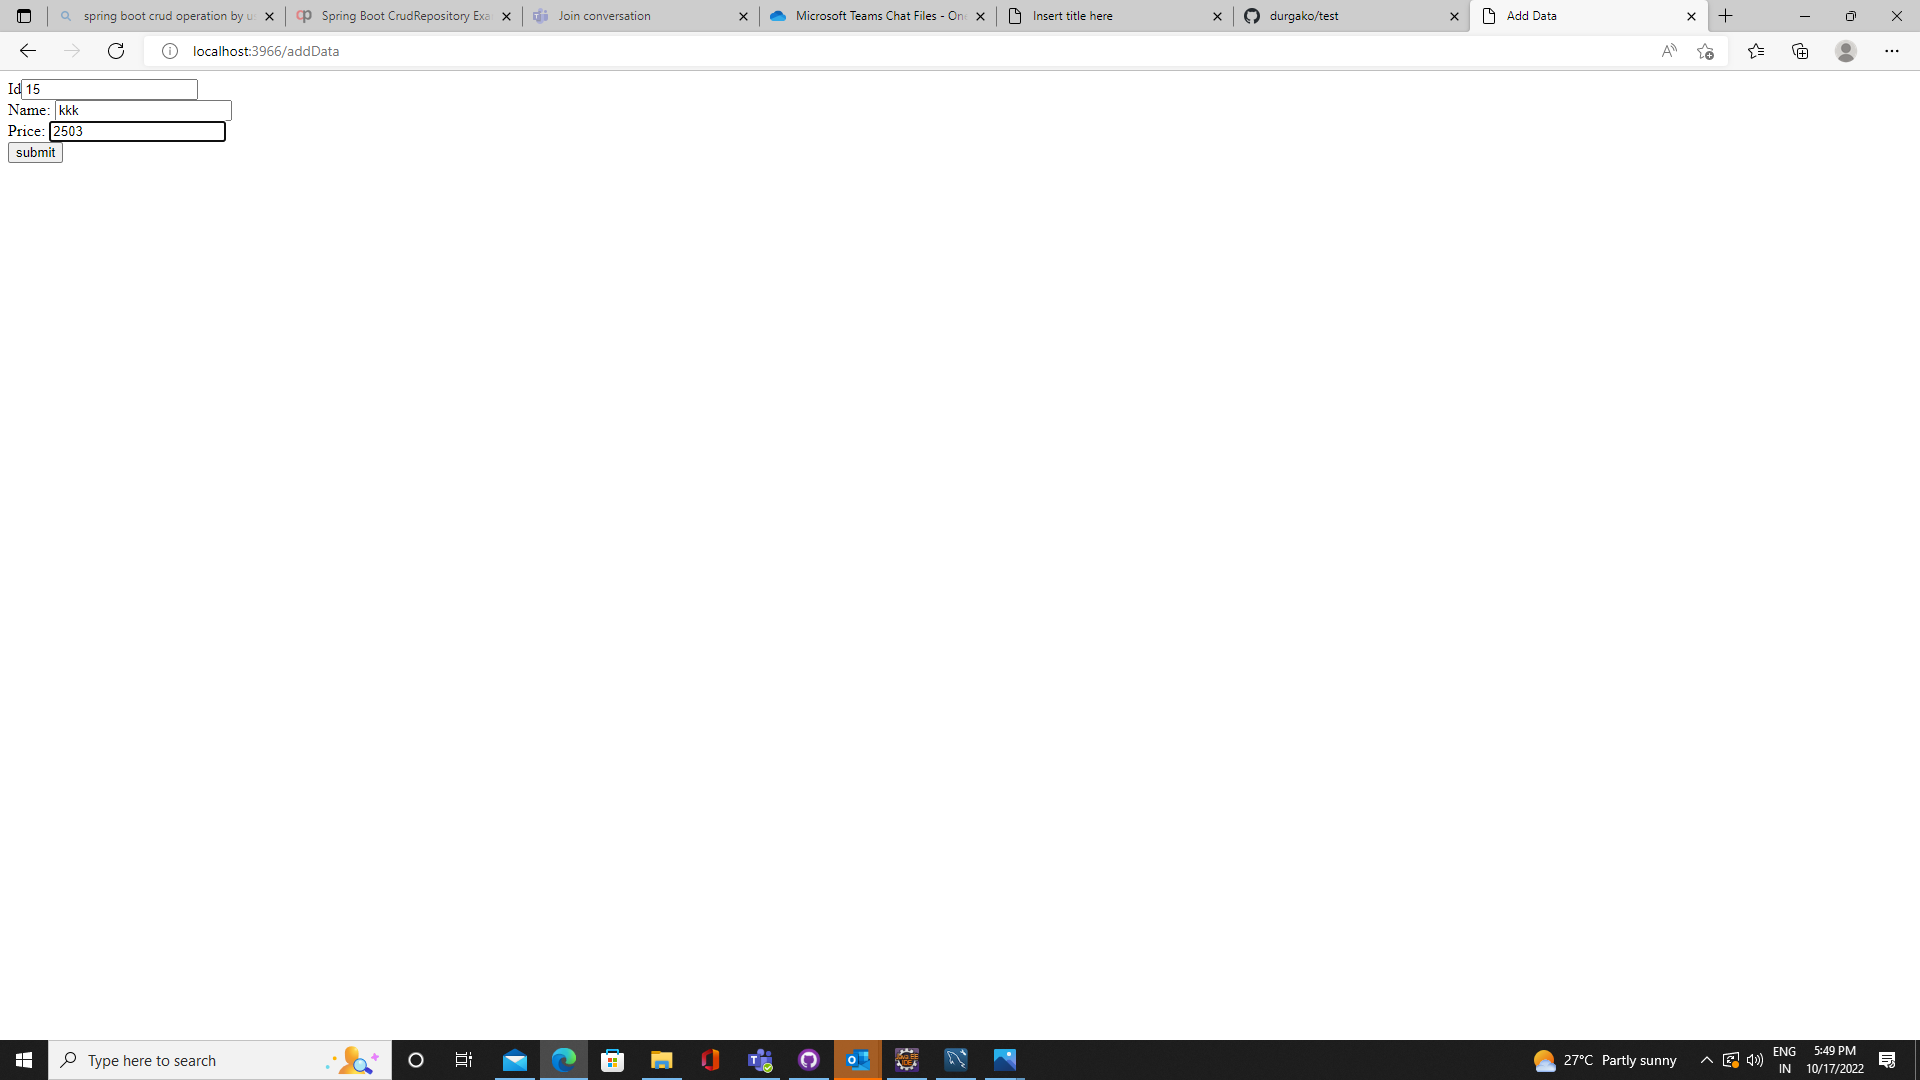 spring boot crud operation by u
Spring Boot CrudRepository Exa
Join conversation
Microsoft Teams Chat Files - On
Insert title here
durgako/test
Add Data
localhost:3966/addData
Id 15
Name: kkk
Price: 2503
submit
Type here to search
27°C Partly sunny
ENG
IN
5:49 PM
10/17/2022